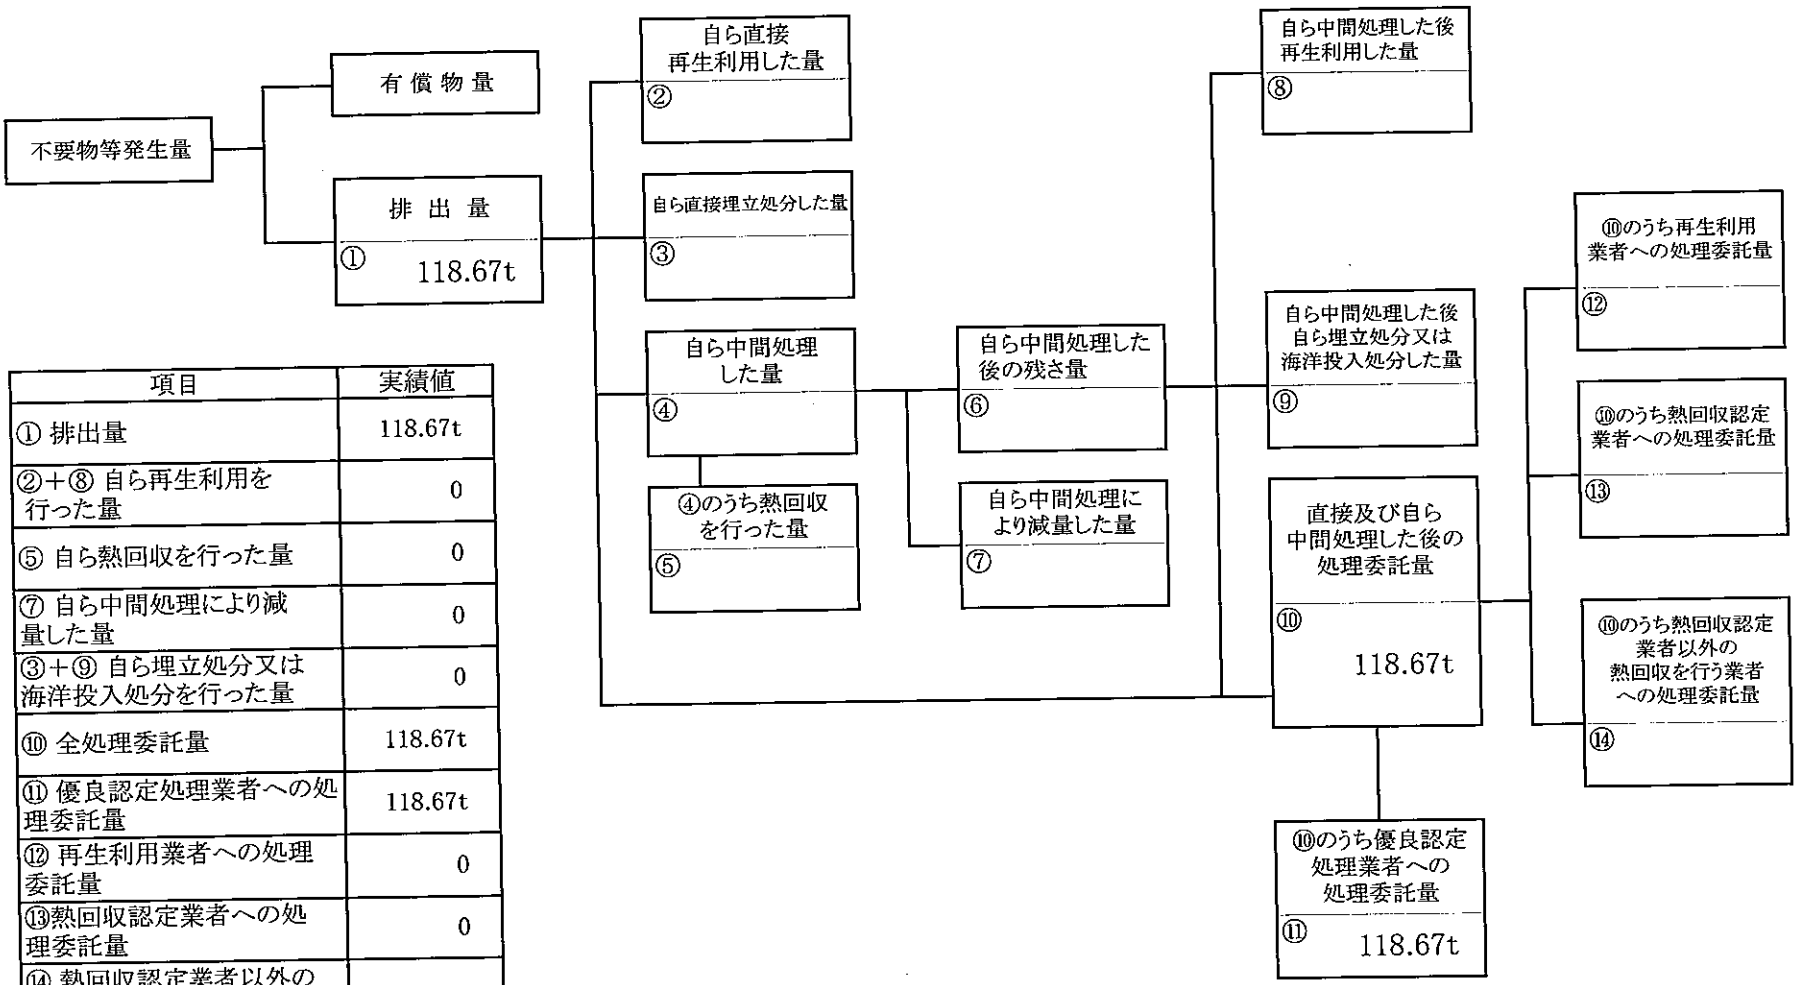 不要物等発生量
有償物量
排出量
①
118.67t
自ら直接
再生利用した量
②
自ら直接埋立処分した量
③
自ら中間処理
した量
④
④のうち熱回収
を行った量
⑤
自ら中間処理した
後の残さ量
⑥
自ら中間処理に
より減量した量
⑦
自ら中間処理した後
再生利用した量
⑧
自ら中間処理した後
自ら埋立処分又は
海洋投入処分した量
⑨
直接及び自ら
中間処理した後の
処理委託量
⑩
118.67t
⑩のうち優良認定
処理業者への
処理委託量
⑪
118.67t
⑩のうち再生利用
業者への処理委託量
⑫
⑩のうち熱回収認定
業者への処理委託量
⑬
⑩のうち熱回収認定
業者以外の
熱回収を行う業者
への処理委託量
⑭
項目 実績値
① 排出量 118.67t
②+⑧ 自ら再生利用を
行った量 0
⑤ 自ら熱回収を行った量 0
⑦ 自ら中間処理により減
量した量 0
③+⑨ 自ら埋立処分又は
海洋投入処分を行った量 0
⑩ 全処理委託量 118.67t
⑪ 優良認定処理業者への処
理委託量 118.67t
⑫ 再生利用業者への処理
委託量 0
⑬熱回収認定業者への処
理委託量 0
⑭ 熱回収認定業者以外の